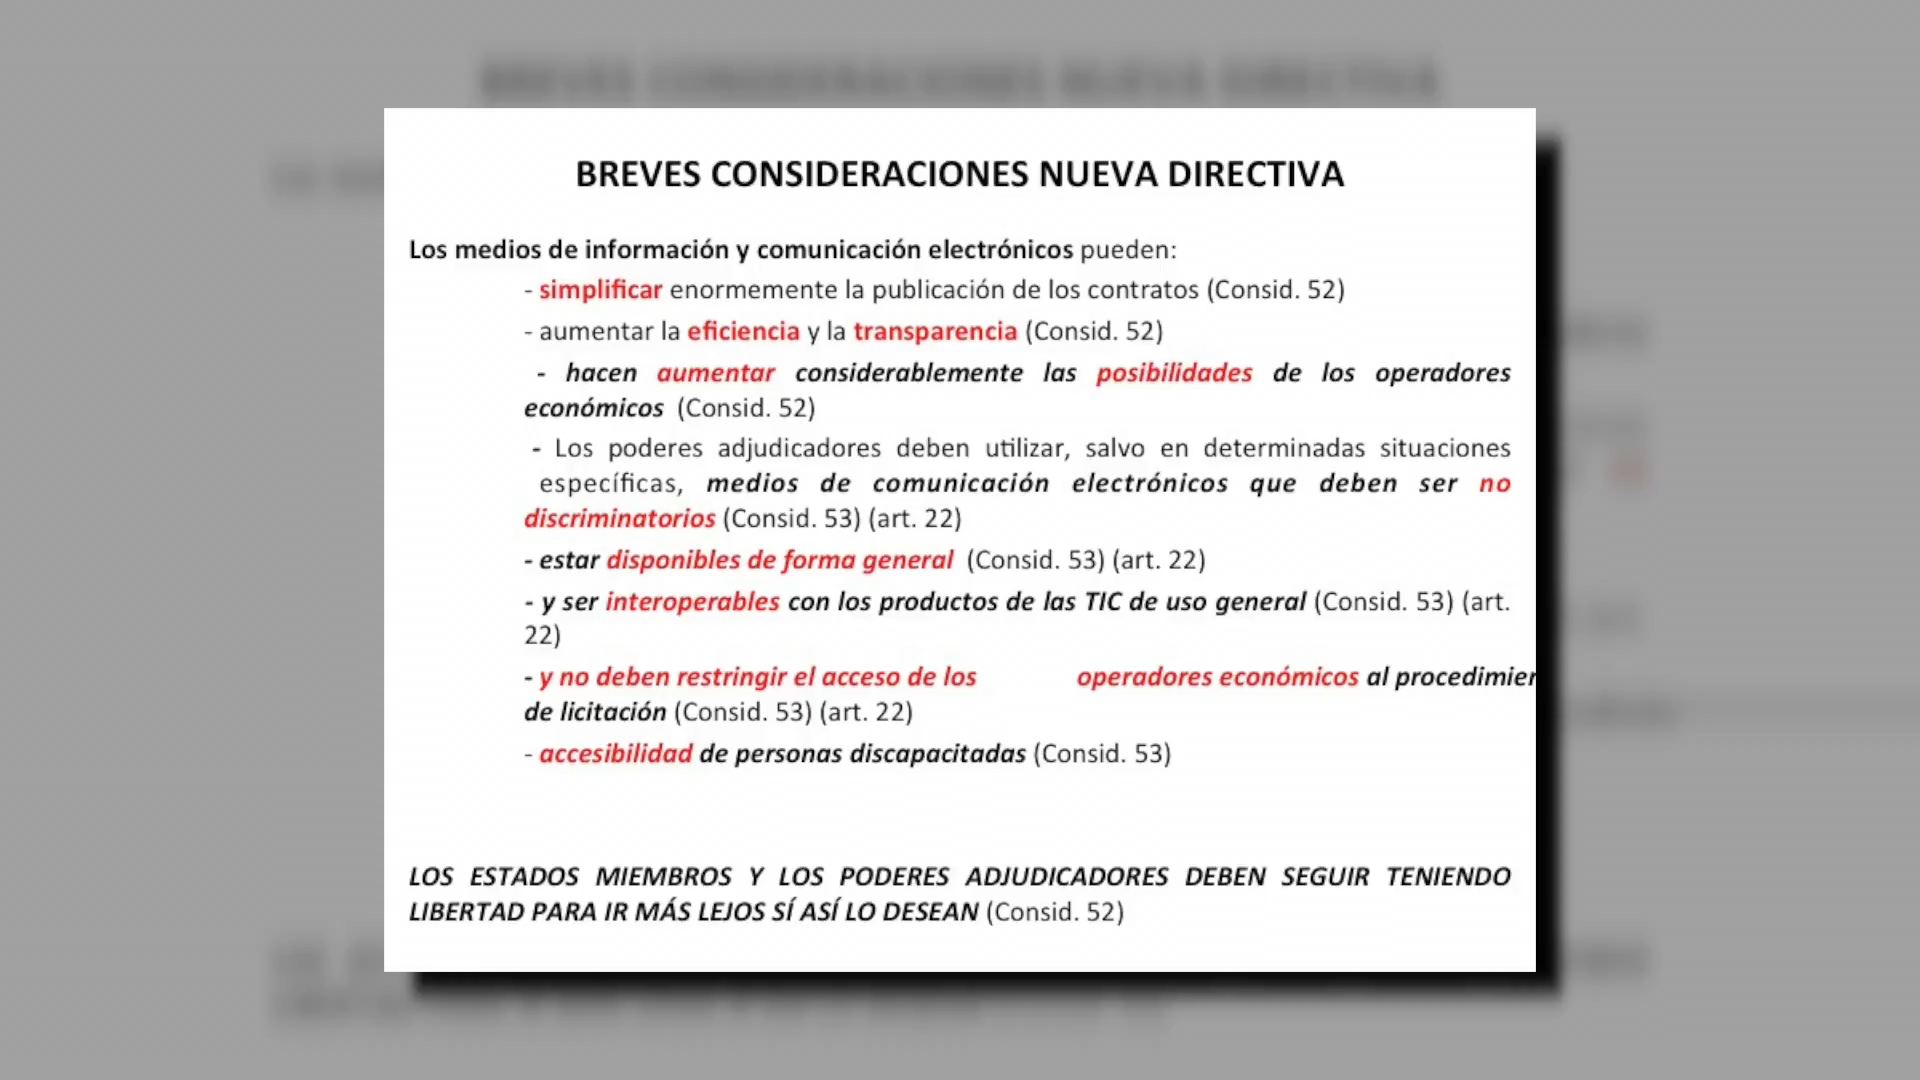 BREVES CONSIDERACIONES NUEVA DIRECTIVA
Los medios de información y comunicación electrónicos pueden:
- simplificar enormemente la publicación de los contratos (Consid. 52)
- aumentar la eficiencia y la transparencia (Consid. 52)
- hacen aumentar considerablemente las posibilidades de los operadores
económicos (Consid. 52)
- Los poderes adjudicadores deben utilizar, salvo en determinadas situaciones
específicas, medios de comunicación electrónicos que deben ser no
discriminatorios (Consid. 53) (art. 22)
- estar disponibles de forma general (Consid. 53) (art. 22)
- y ser interoperables con los productos de las TIC de uso general (Consid. 53) (art.
22)
- y no deben restringir el acceso de los operadores económicos al procedimien
de licitación (Consid. 53) (art. 22)
- accesibilidad de personas discapacitadas (Consid. 53)
LOS ESTADOS MIEMBROS Y LOS PODERES ADJUDICADORES DEBEN SEGUIR TENIENDO
LIBERTAD PARA IR MÁS LEJOS SÍ ASÍ LO DESEAN (Consid. 52)